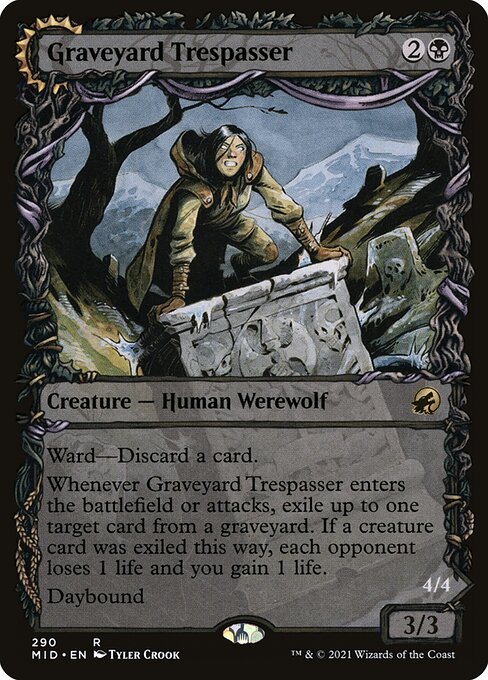 Graveyard Trespasser 2
Creature — Human Werewolf
Ward—Discard a card.
Whenever Graveyard Trespasser enters
the battlefield or attacks, exile up to one
target card from a graveyard. If a creature
card was exiled this way, each opponent
loses 1 life and you gain 1 life.
Daybound
4/4
3/3
290 R
MID • EN Tyler Crook
™ & © 2021 Wizards of the Coast